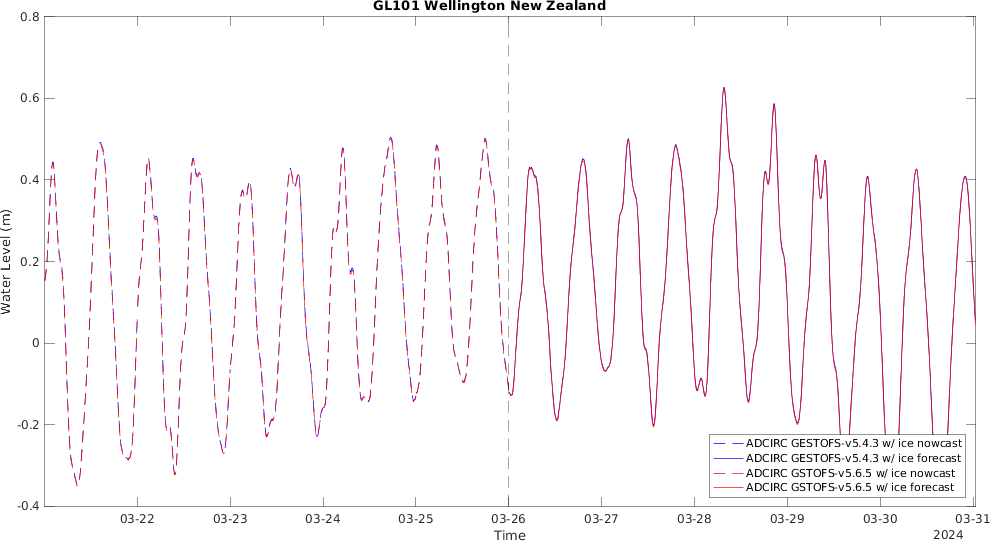 GL101 Wellington New Zealand
Water Level (m)
0.8
0.6
0.4
0.2
0
-0.2
-0.4
ADCIRC GESTOFS-v5.4.3 w/ ice nowcast
ADCIRC GESTOFS-v5.4.3 w/ ice forecast
ADCIRC GSTOFS-v5.6.5 w/ ice nowcast
ADCIRC GSTOFS-v5.6.5 w/ ice forecast
03-22 03-23 03-24 03-25 03-26 03-27 03-28 03-29 03-30 03-31
Time
2024